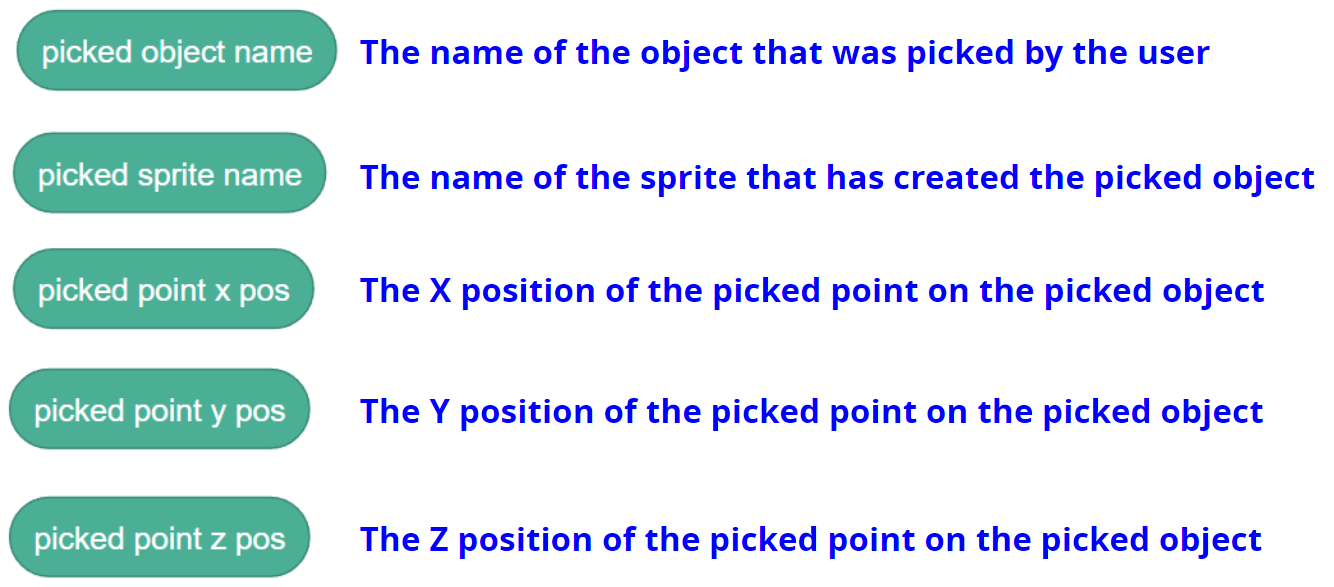 picked object name The name of the object that was picked by the user
picked sprite name The name of the sprite that has created the picked object
picked point x pos The X position of the picked point on the picked object
picked point y pos The Y position of the picked point on the picked object
picked point z pos The Z position of the picked point on the picked object